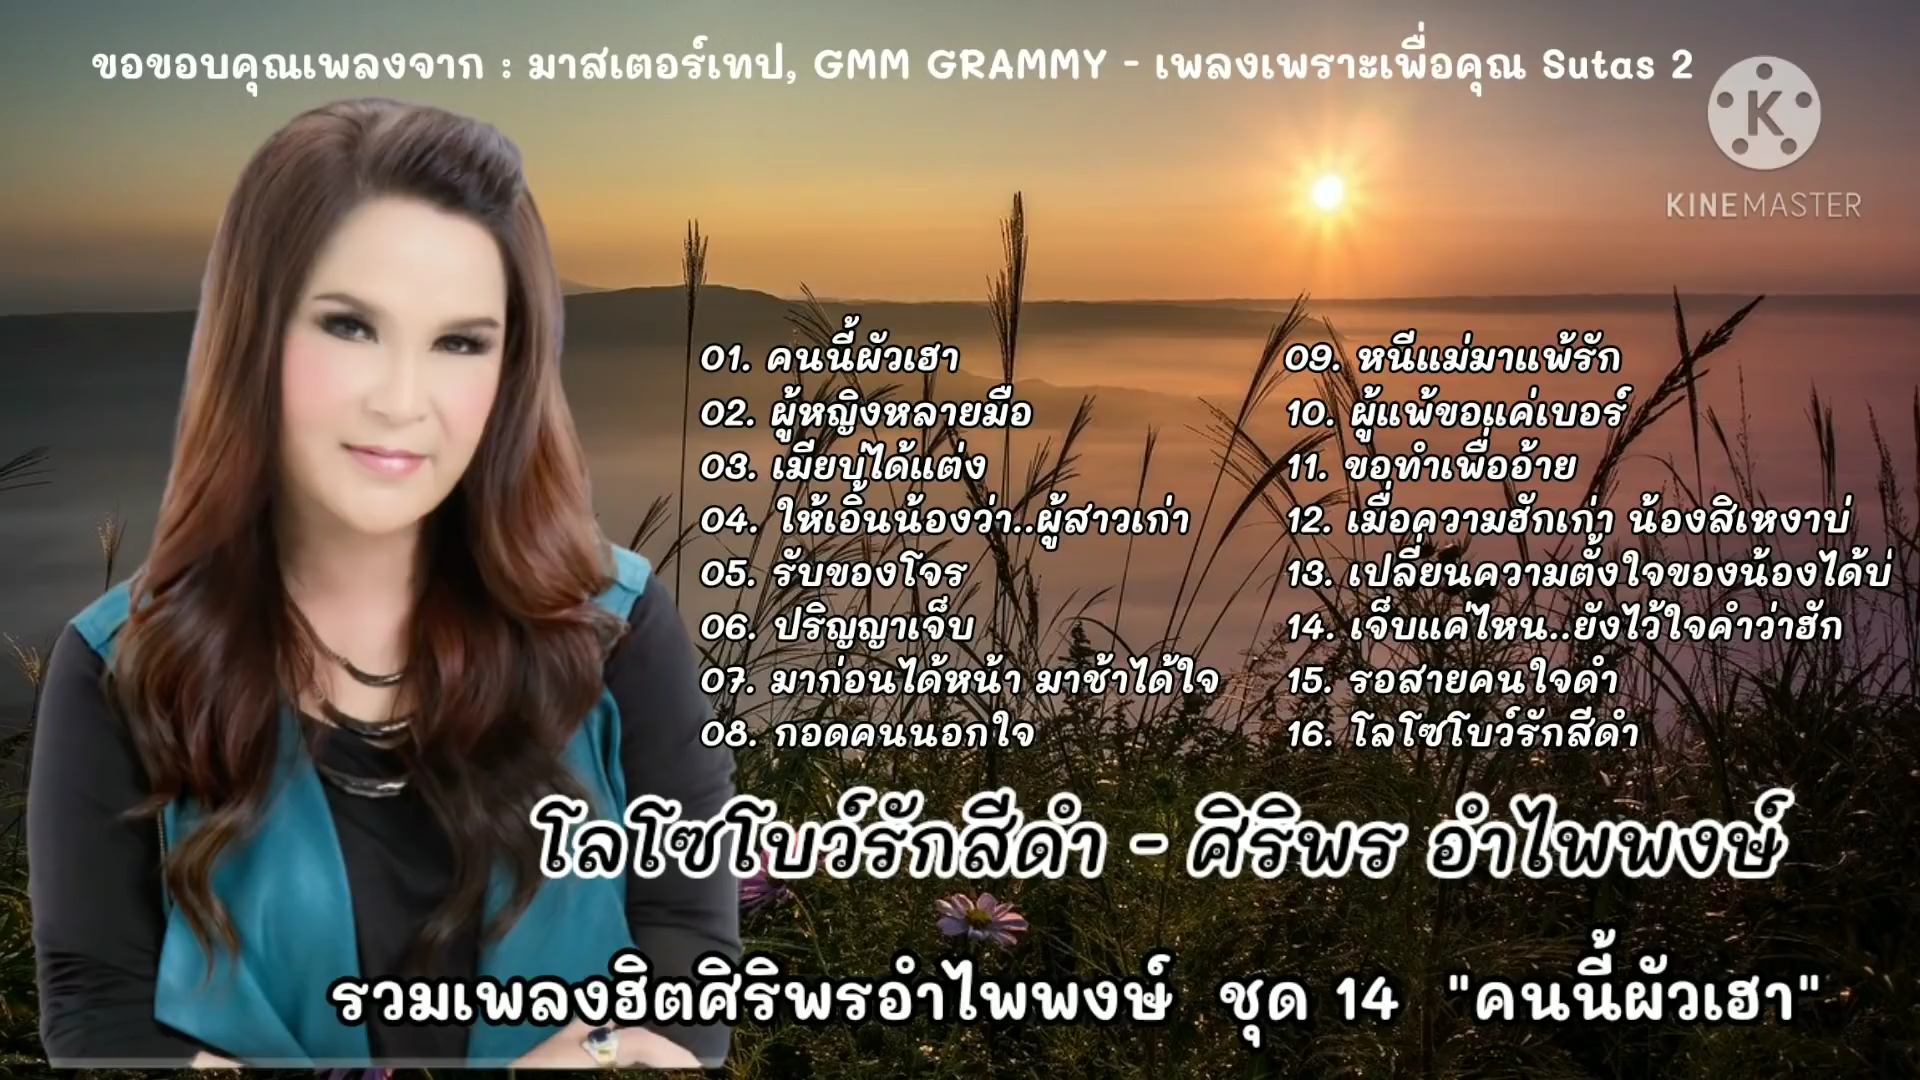 ขอขอบคุณเพลงจาก : มาสเตอร์เทป, GMM GRAMMY - เพลงเพราะเพื่อคุณ Sutas 2
K
KINEMASTER
01. คนนี้ผัวเฮา
02. ผู้หญิงหลายมือ
03. เมียบ่ได้แต่ง
04. ให้เอิ้นน้องว่า..ผู้สาวเก่า
05. รับของโจร
06. ปริญญาเจ็บ
07. มาก่อนได้หน้า มาช้าได้ใจ
08. กอดคนนอกใจ
09. หนีแม่มาแพ้รัก
10. ผู้แพ้ขอแค่เบอร์
11. ขอทำเพื่ออ้าย
12. เมื่อความฮักเก่า น้องสิเหงาบ่
13. เปลี่ยนความตั้งใจของน้องได้บ่
14. เจ็บแค่ไหน..ยังไว้ใจคำว่าฮัก
15. รอสายคนใจดำ
16. โลโซโบว์รักสีดำ
โลโซโบว์รักสีดำ - ศิริพร อำไพพงษ์
รวมเพลงฮิตศิริพรอำไพพงษ์ ชุด 14 "คนนี้ผัวเฮา"